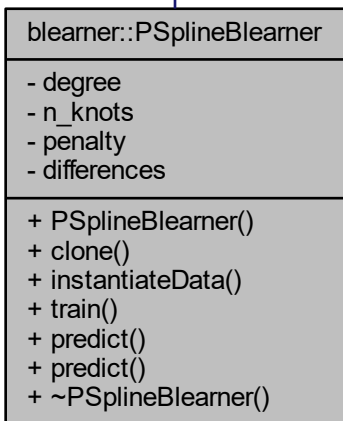 blearner::PSplineBlearner
- degree
- n_knots
- penalty
- differences
+ PSplineBlearner()
+ clone()
+ instantiateData()
+ train()
+ predict()
+ predict()
+ ~PSplineBlearner()